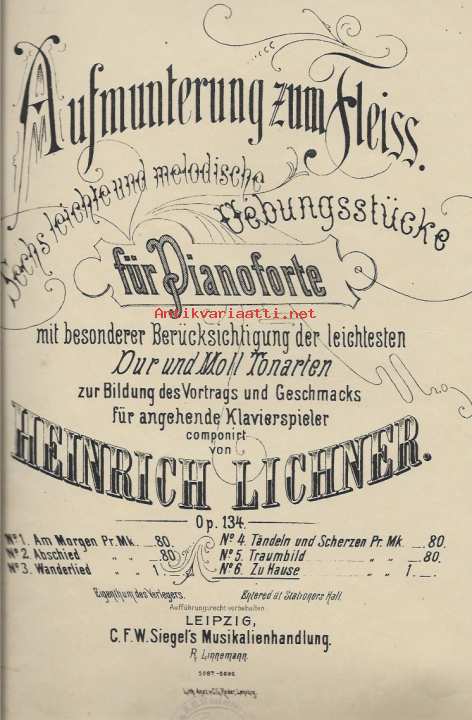 Aufmunterung zum Fleiss.
Sechs leichte und melodische
Uebungsstücke
für Pianoforte
Antikvariaatti.net
mit besonderer Berücksichtigung der leichtesten
Dur und Moll Tonarten
zur Bildung des Vortrags und Geschmacks
für angehende Klavierspieler
componirt
von
HEINRICH LICHNER.
Op. 134.
No. 1. Am Morgen Pr. Mk. _.80.
No. 2. Abschied " " _.80.
No. 3. Wanderlied " " 1._.
No. 4. Tändeln und Scherzen Pr. Mk. _.80.
No. 5. Traumbild " " _.80.
No. 6. Zu Hause " " 1._.
Eigenthum des Verlegers. Entered at Stationers Hall.
Aufführungsrecht vorbehalten.
LEIPZIG,
C. F. W. Siegel's Musikalienhandlung.
R. Linnemann.
Lith. Anst. v. C.G. Röder, Leipzig.